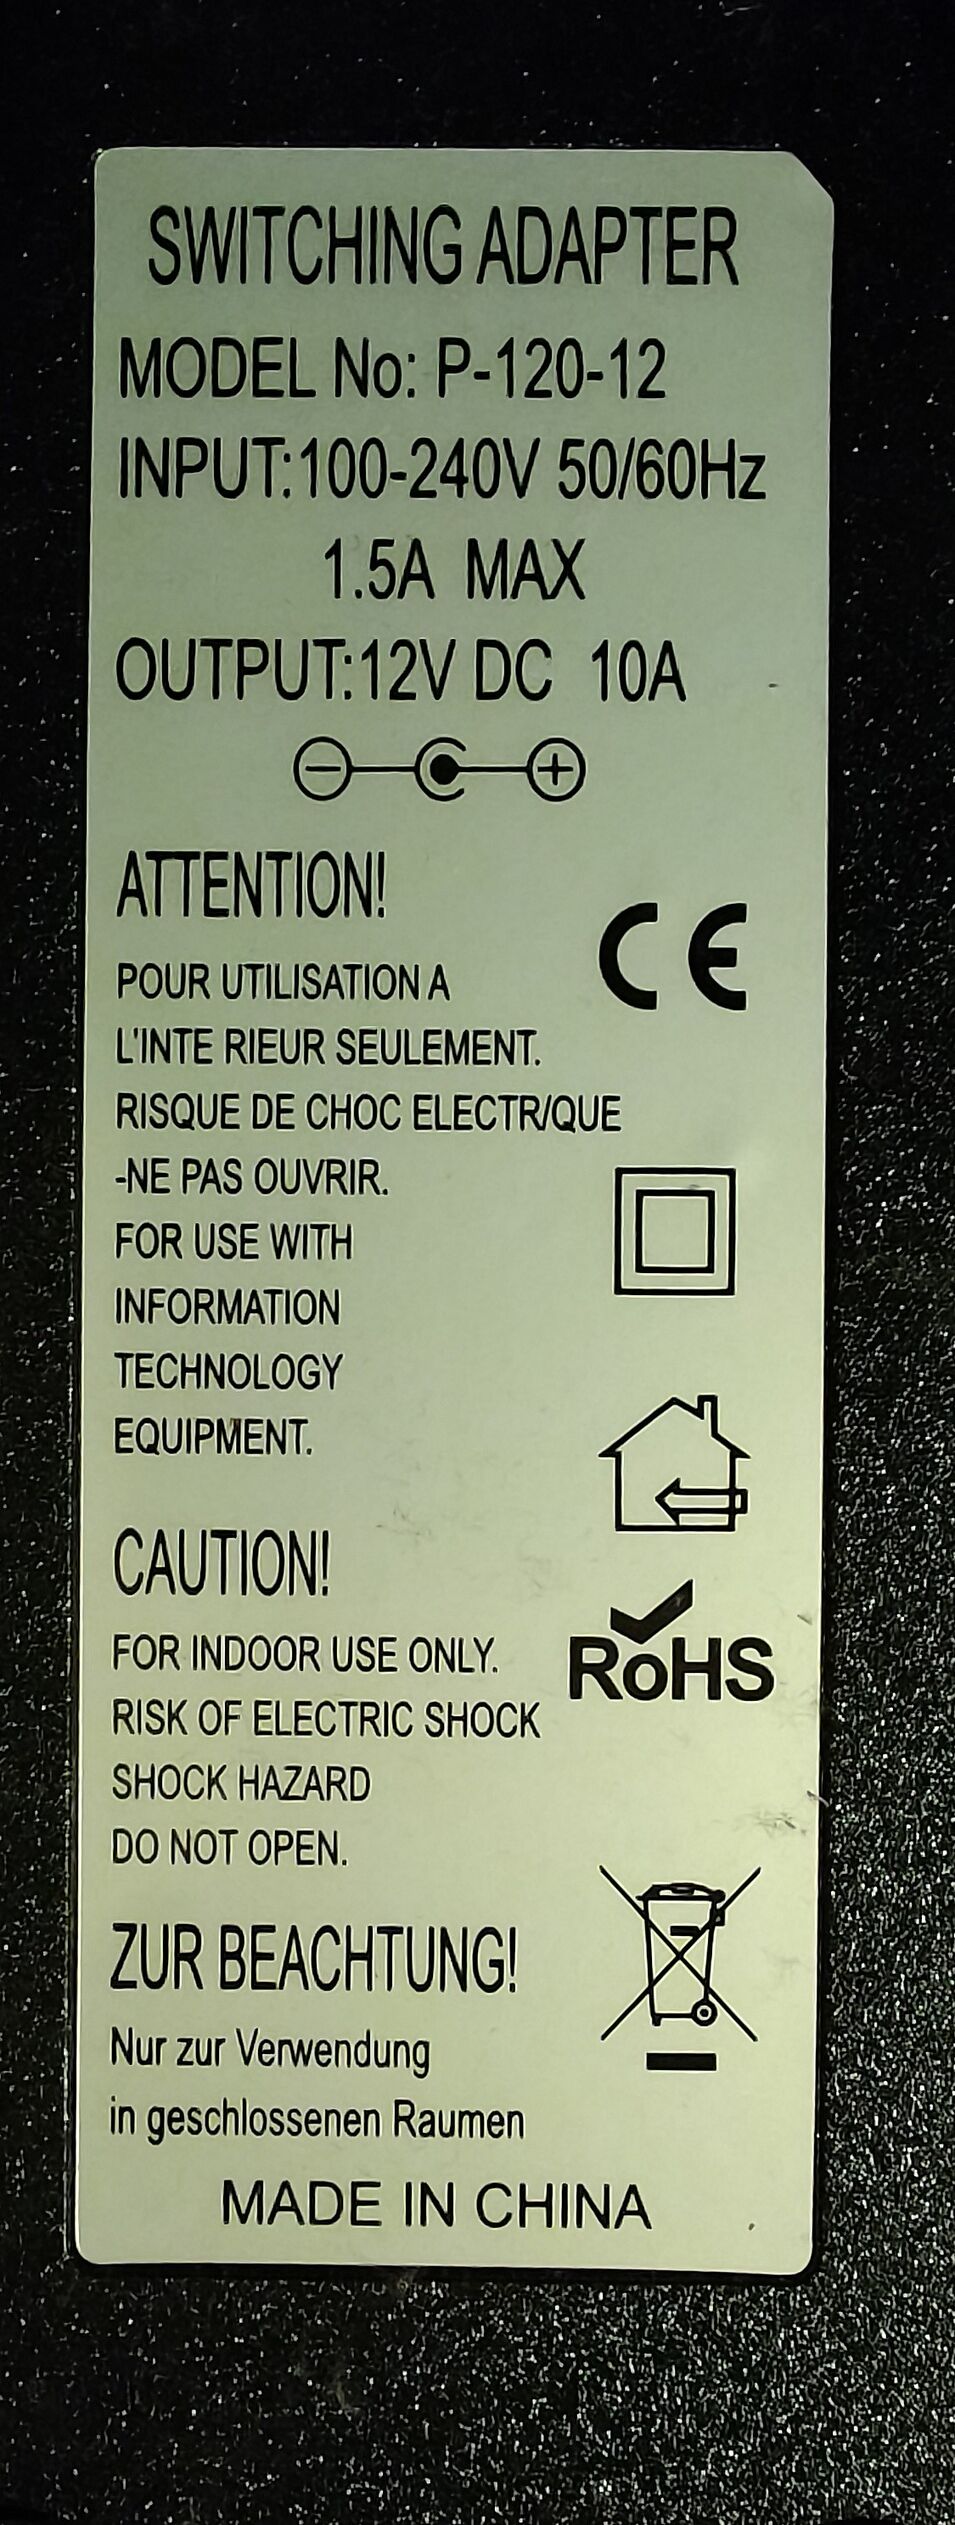 SWITCHING ADAPTER
MODEL No: P-120-12
INPUT:100-240V 50/60Hz
1.5A MAX
OUTPUT:12V DC 10A
ATTENTION!
CE
POUR UTILISATION A
L'INTE RIEUR SEULEMENT.
RISQUE DE CHOC ELECTR/QUE
-NE PAS OUVRIR.
FOR USE WITH
INFORMATION
TECHNOLOGY
EQUIPMENT.
CAUTION!
FOR INDOOR USE ONLY.
RoHS
RISK OF ELECTRIC SHOCK
SHOCK HAZARD
DO NOT OPEN.
ZUR BEACHTUNG!
Nur zur Verwendung
in geschlossenen Raumen
MADE IN CHINA